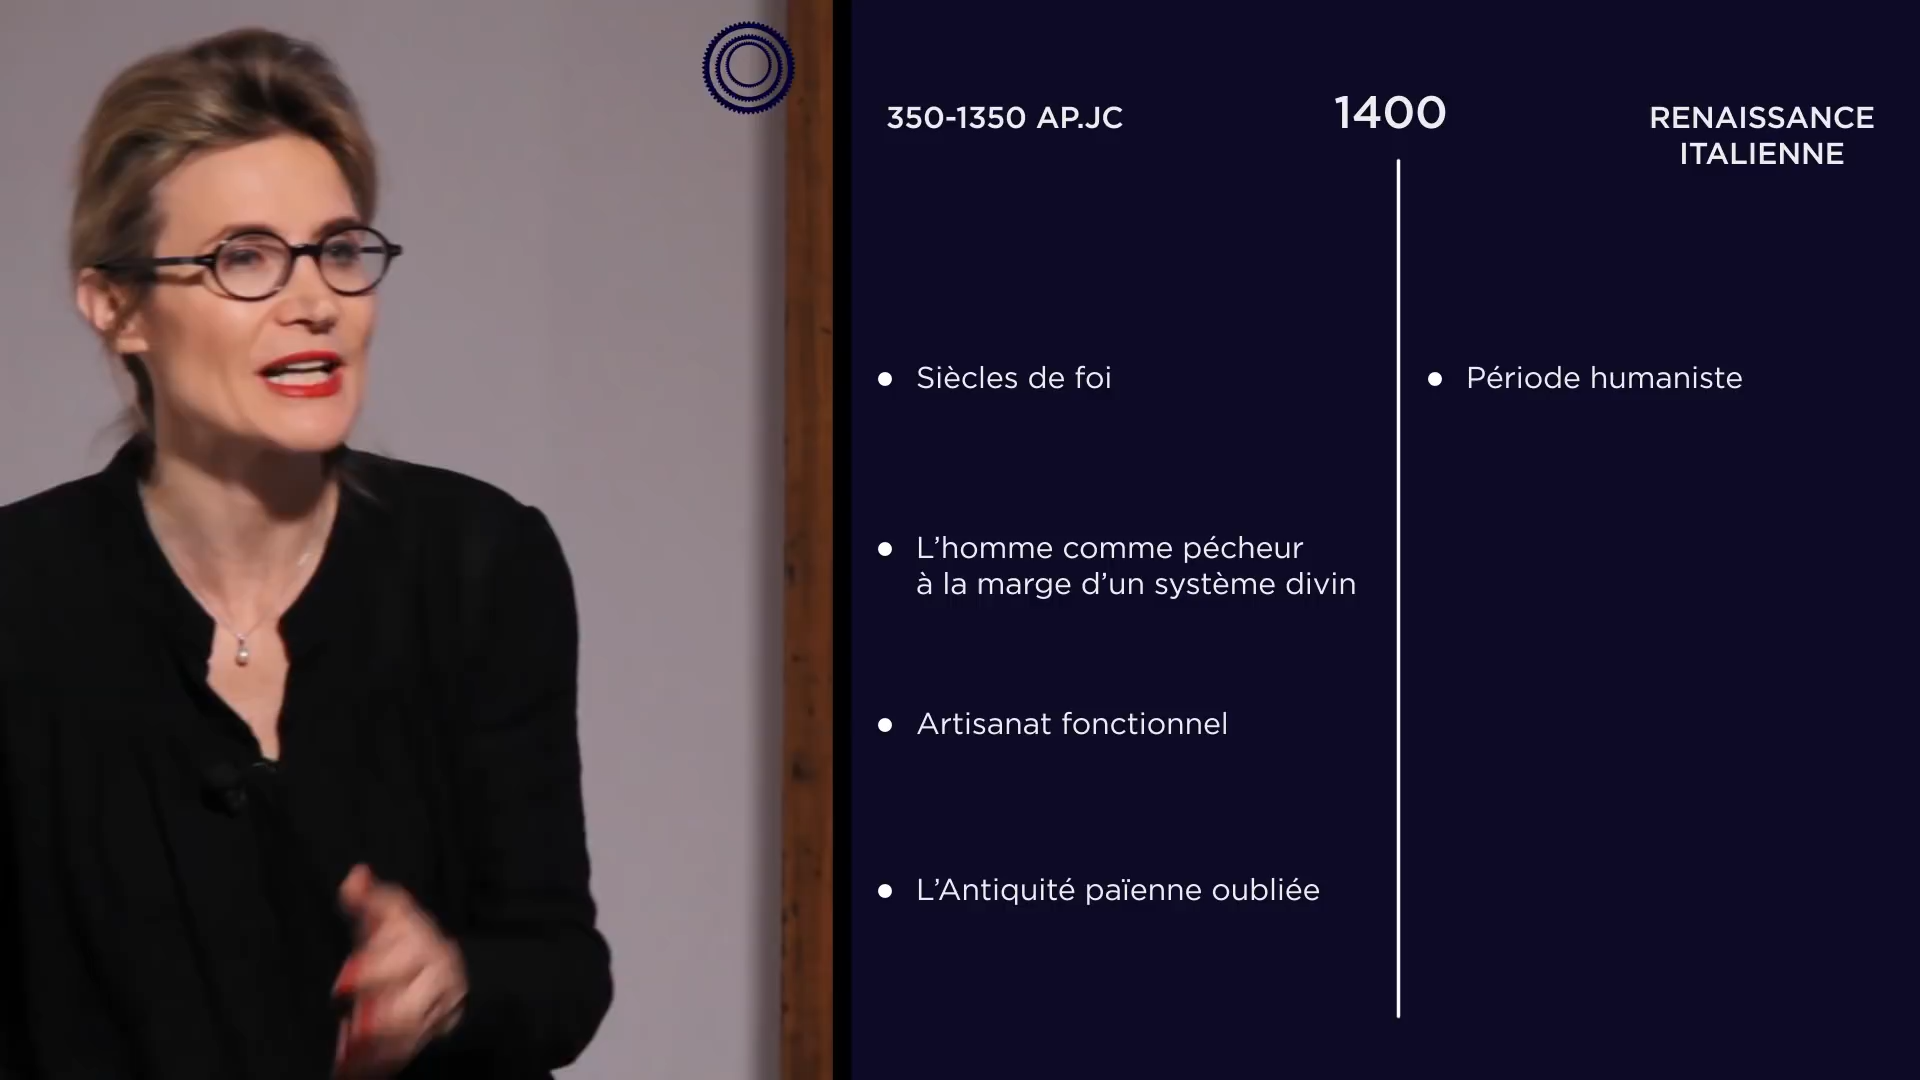 350-1350 AP.JC
1400
RENAISSANCE
ITALIENNE
• Siècles de foi
• Période humaniste
• L’homme comme pécheur
à la marge d’un système divin
• Artisanat fonctionnel
• L’Antiquité païenne oubliée